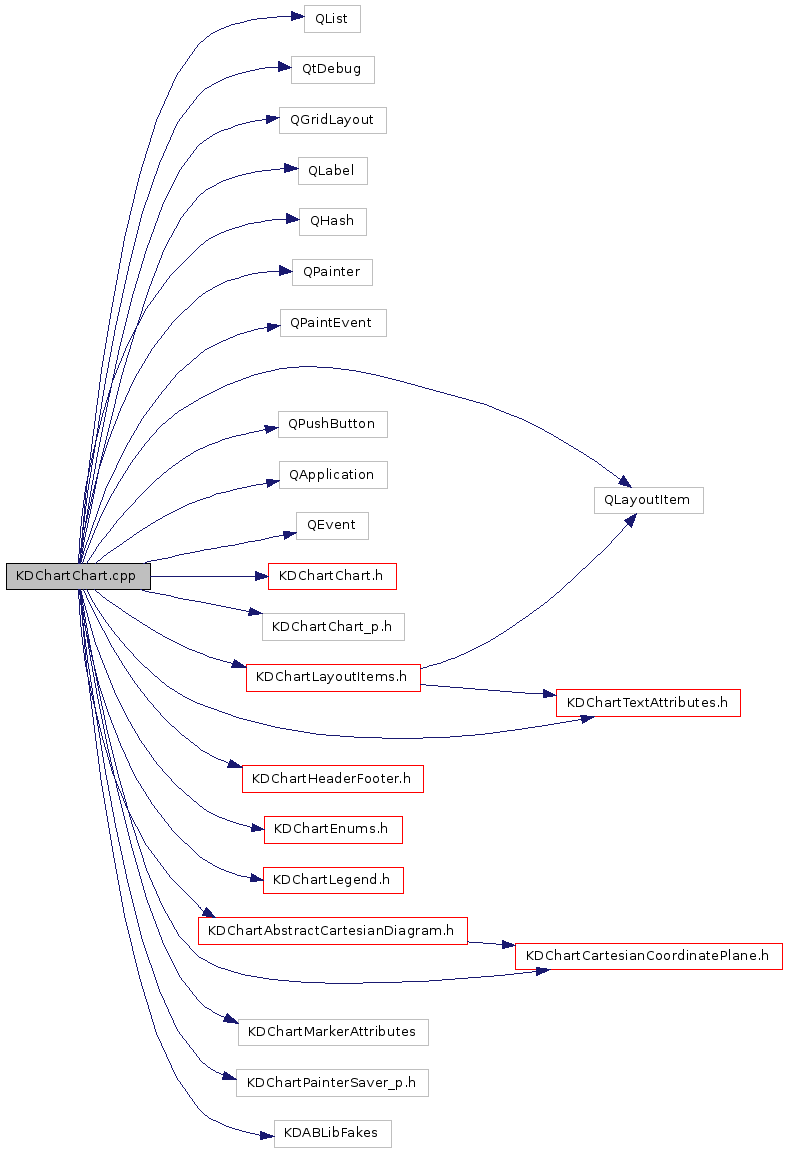 QList
QtDebug
QGridLayout
QLabel
QHash
QPainter
QPaintEvent
QPushButton
QApplication
QLayoutItem
QEvent
KDChartChart.cpp
KDChartChart.h
KDChartChart_p.h
KDChartLayoutItems.h
KDChartTextAttributes.h
KDChartHeaderFooter.h
KDChartEnums.h
KDChartLegend.h
KDChartAbstractCartesianDiagram.h
KDChartCartesianCoordinatePlane.h
KDChartMarkerAttributes
KDChartPainterSaver_p.h
KDABLibFakes